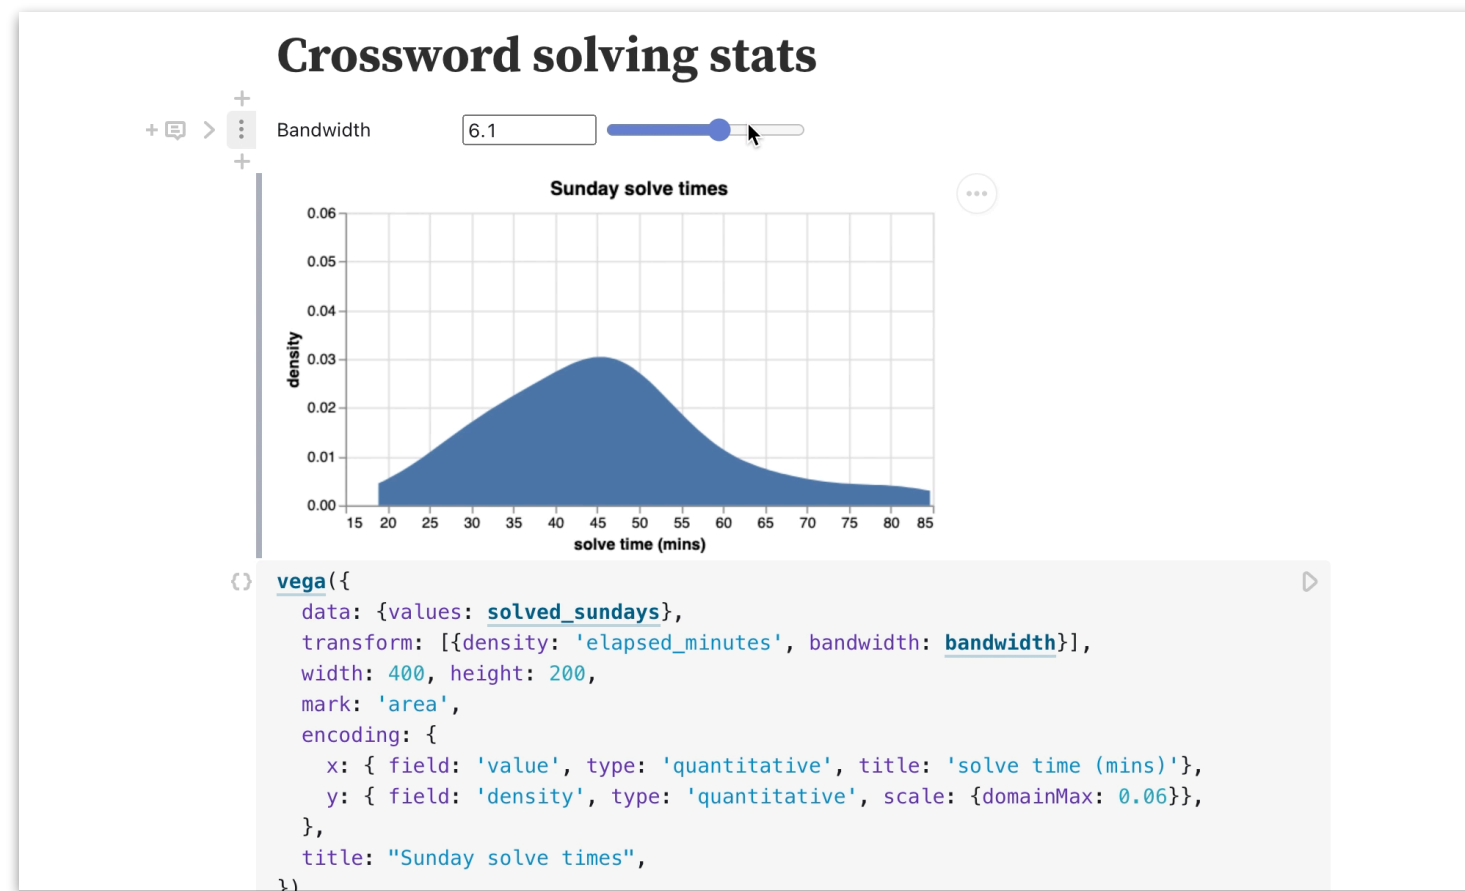 Crossword solving stats
Bandwidth 6.1
Sunday solve times
0.06
0.05
0.04
0.03
0.02
0.01
0.00
density
15 20 25 30 35 40 45 50 55 60 65 70 75 80 85
solve time (mins)
vega({
data: {values: solved_sundays},
transform: [{density: 'elapsed_minutes', bandwidth: bandwidth}],
width: 400, height: 200,
mark: 'area',
encoding: {
x: { field: 'value', type: 'quantitative', title: 'solve time (mins)'},
y: { field: 'density', type: 'quantitative', scale: {domainMax: 0.06}},
},
title: "Sunday solve times",
})